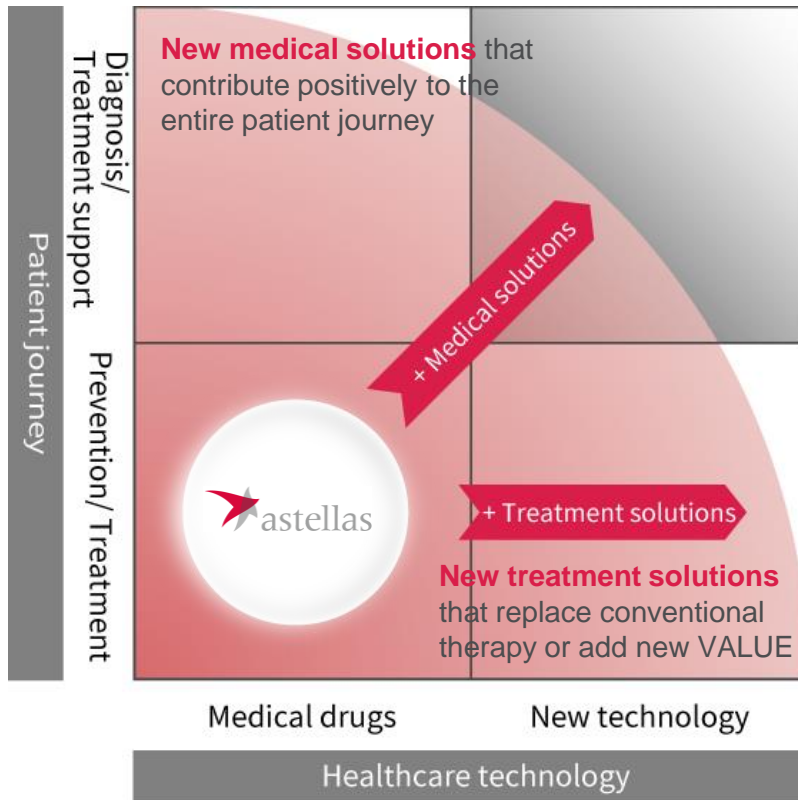 New medical solutions that
contribute positively to the
entire patient journey
Diagnosis/
Treatment support
Patient journey
Prevention/ Treatment
+ Medical solutions
astellas
+ Treatment solutions
New treatment solutions
that replace conventional
therapy or add new VALUE
Medical drugs
New technology
Healthcare technology